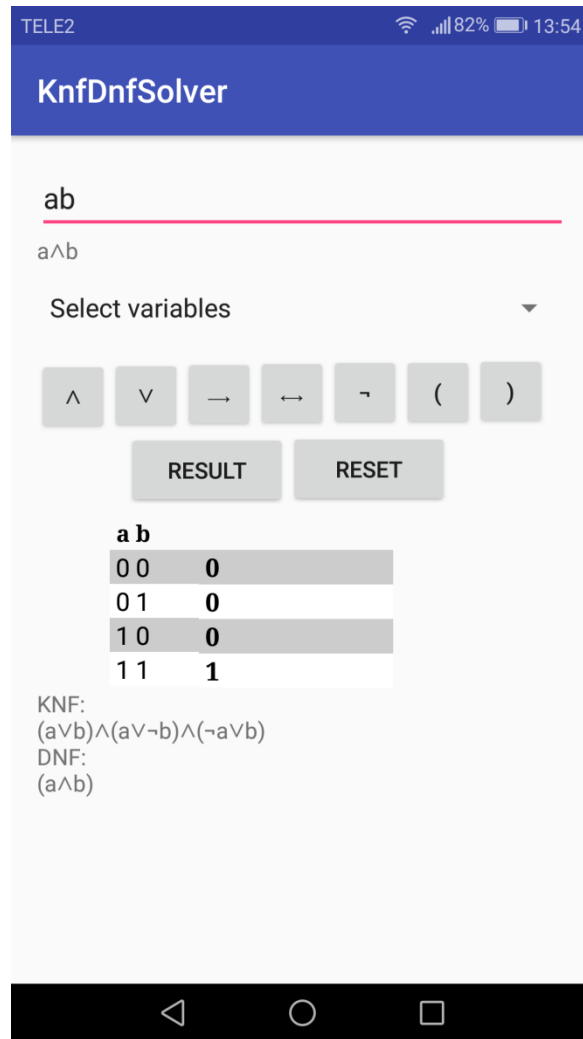 TELE2 82% 13:54
KnfDnfSolver
ab
a∧b
Select variables
∧ ∨ → ↔ ¬ ( )
RESULT RESET
a b
0 0 0
0 1 0
1 0 0
1 1 1
KNF:
(a∨b)∧(a∨¬b)∧(¬a∨b)
DNF:
(a∧b)